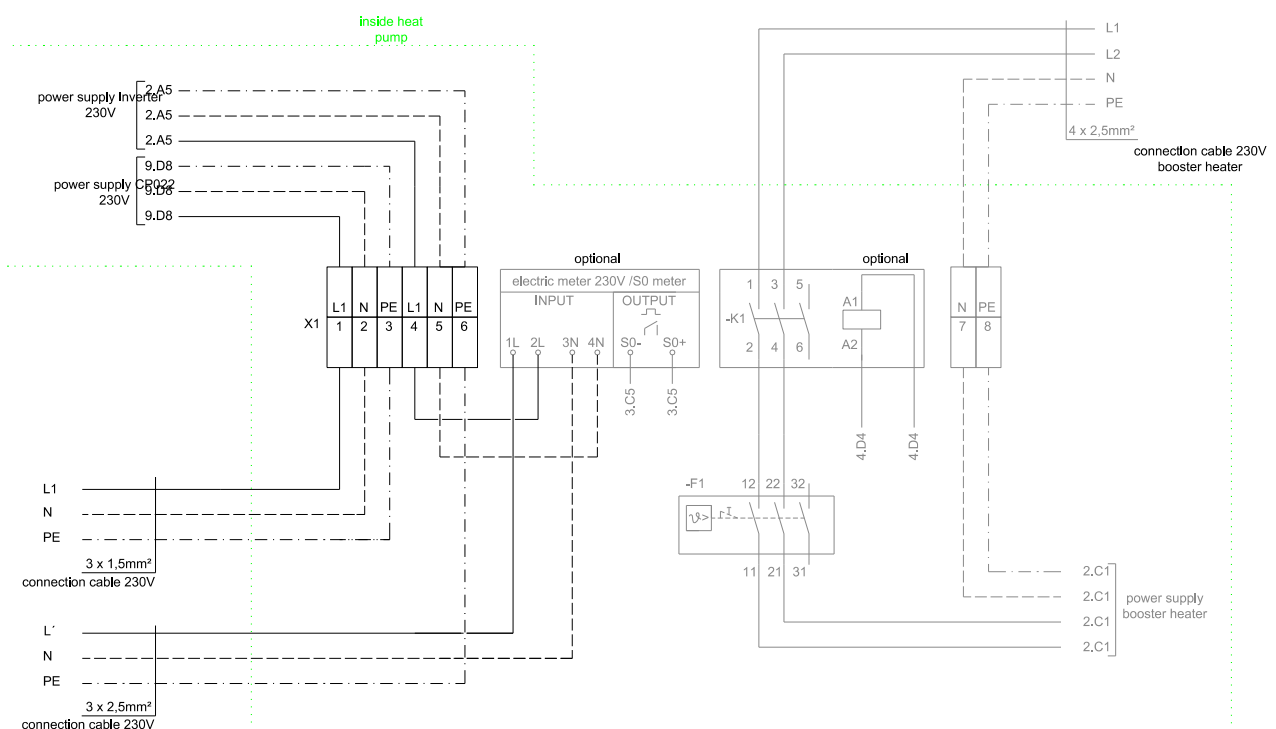 inside heat
pump
power supply Inverter
230V
2.A5
2.A5
2.A5
power supply CP022
230V
9.D8
9.D8
9.D8
L1
L2
N
PE
4 x 2,5mm²
connection cable 230V
booster heater
X1
L1 N PE L1 N PE
1 2 3 4 5 6
optional
electric meter 230V /S0 meter
INPUT OUTPUT
1L 2L 3N 4N S0- S0+
3.C5 3.C5
optional
1 3 5
-K1
2 4 6
A1
A2
4.D4 4.D4
N PE
7 8
-F1 12 22 32
ϑ>
11 21 31
L1
N
PE
3 x 1,5mm²
connection cable 230V
L´
N
PE
3 x 2,5mm²
connection cable 230V
2.C1
2.C1
2.C1
2.C1
power supply
booster heater